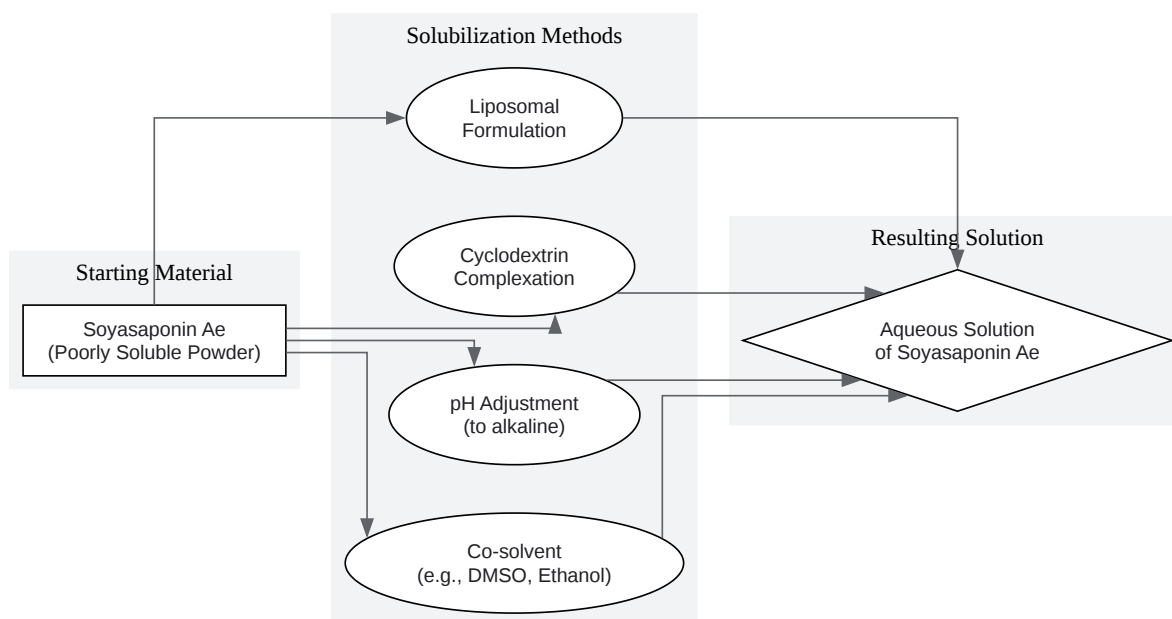 Solubilization Methods
Liposomal
Formulation
Cyclodextrin
Complexation
pH Adjustment
(to alkaline)
Co-solvent
(e.g., DMSO, Ethanol)
Starting Material
Soyasaponin Ae
(Poorly Soluble Powder)
Resulting Solution
Aqueous Solution
of Soyasaponin Ae